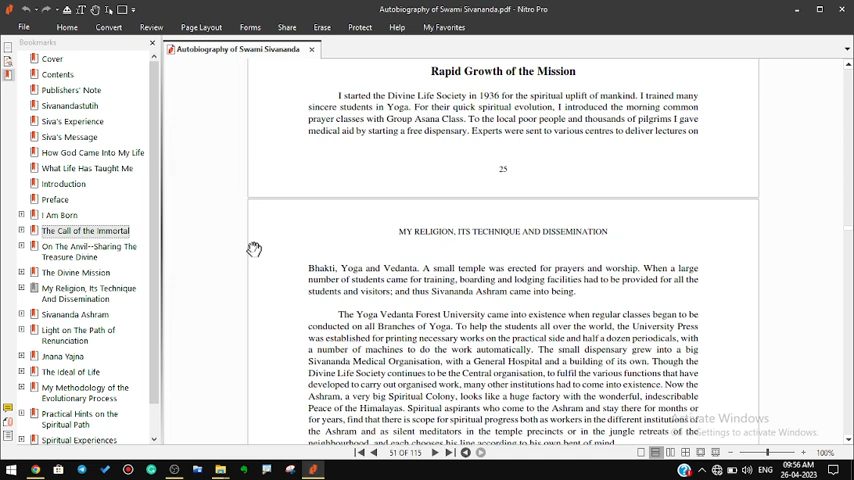 Autobiography of Swami Sivananda.pdf - Nitro Pro
File Home Convert Review Page Layout Forms Share Erase Protect Help My Favorites
Bookmarks
Autobiography of Swami Sivananda
Cover
Contents
Publishers' Note
Sivanandastutih
Siva's Experience
Siva's Message
How God Came Into My Life
What Life Has Taught Me
Introduction
Preface
I Am Born
The Call of the Immortal
On The Anvil--Sharing The
Treasure Divine
The Divine Mission
My Religion, Its Technique
And Dissemination
Sivananda Ashram
Light on The Path of
Renunciation
Jnana Yajna
The Ideal of Life
My Methodology of the
Evolutionary Process
Practical Hints on the
Spiritual Path
Spiritual Experiences
Rapid Growth of the Mission
I started the Divine Life Society in 1936 for the spiritual uplift of mankind. I trained many
sincere students in Yoga. For their quick spiritual evolution, I introduced the morning common
prayer classes with Group Asana Class. To the local poor people and thousands of pilgrims I gave
medical aid by starting a free dispensary. Experts were sent to various centres to deliver lectures on
25
MY RELIGION, ITS TECHNIQUE AND DISSEMINATION
Bhakti, Yoga and Vedanta. A small temple was erected for prayers and worship. When a large
number of students came for training, boarding and lodging facilities had to be provided for all the
students and visitors; and thus Sivananda Ashram came into being.
The Yoga Vedanta Forest University came into existence when regular classes began to be
conducted on all Branches of Yoga. To help the students all over the world, the University Press
was established for printing necessary works on the practical side and half a dozen periodicals, with
a number of machines to do the work automatically. The small dispensary grew into a big
Sivananda Medical Organisation, with a General Hospital and a building of its own. Though the
Divine Life Society continues to be the Central organisation, to fulfil the various functions that have
developed to carry out organised work, many other institutions had to come into existence. Now the
Ashram, a very big Spiritual Colony, looks like a huge factory with the wonderful, indescribable
Peace of the Himalayas. Spiritual aspirants who come to the Ashram and stay there for months or
for years, find that there is scope for spiritual progress both as workers in the different institutions of
the Ashram and as silent meditators in the temple precincts or in the jungle retreats of the
neighbourhood, and each chooses his line according to his own bent of mind.
Activate Windows
Go to Settings to activate Windows.
51 OF 115
100%
ENG
09:56 AM
26-04-2023